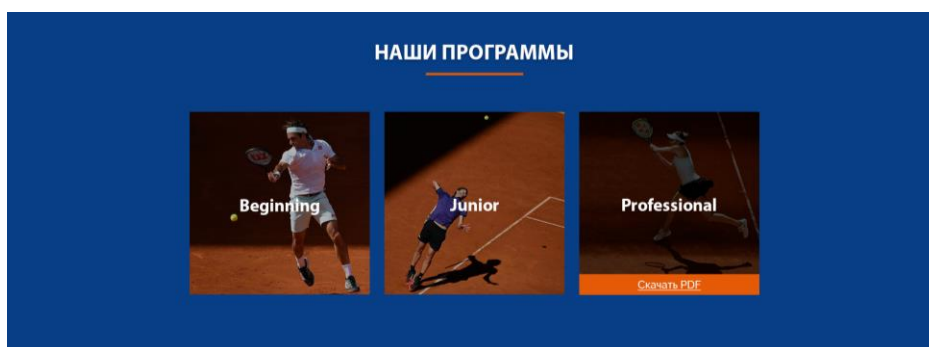 НАШИ ПРОГРАММЫ
Beginning
Junior
Professional
Скачать PDF